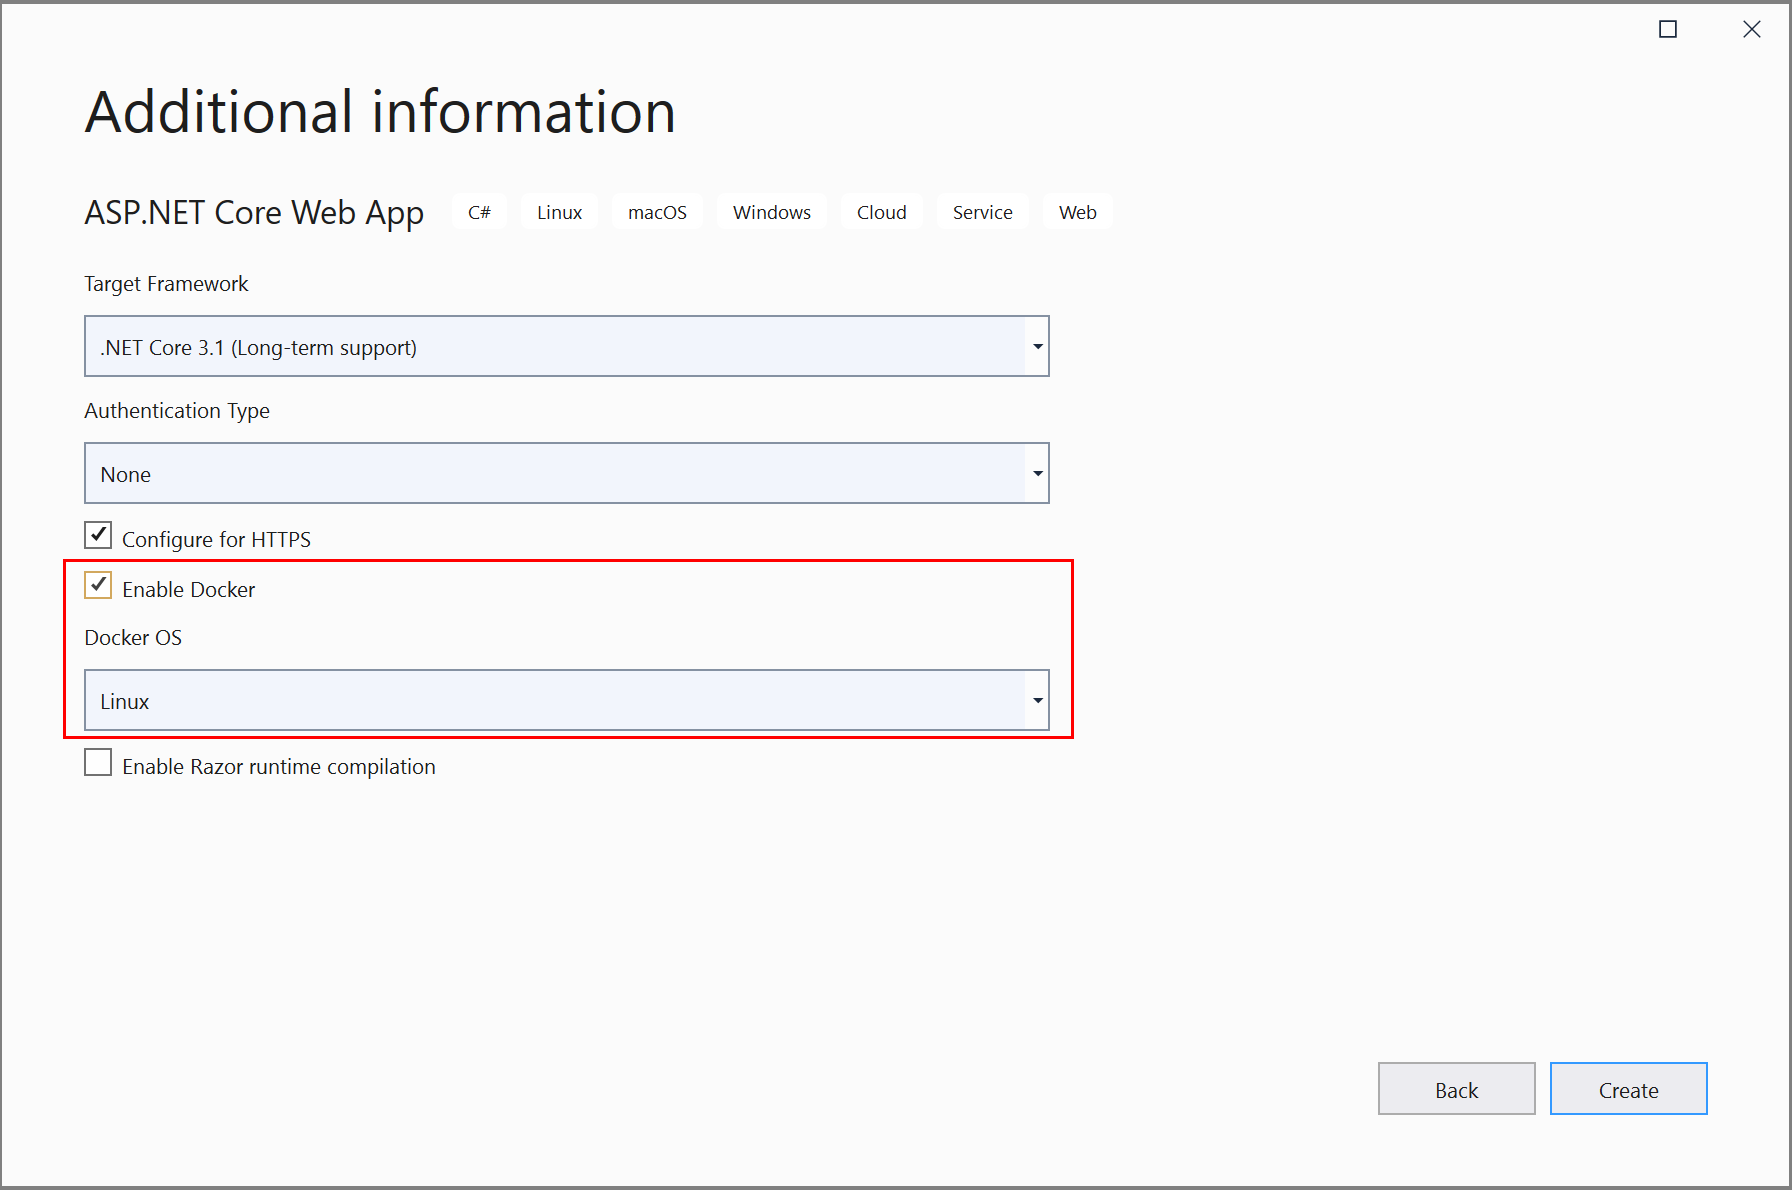 Additional information
ASP.NET Core Web App C# Linux macOS Windows Cloud Service Web
Target Framework
.NET Core 3.1 (Long-term support)
Authentication Type
None
Configure for HTTPS
Enable Docker
Docker OS
Linux
Enable Razor runtime compilation
Back Create